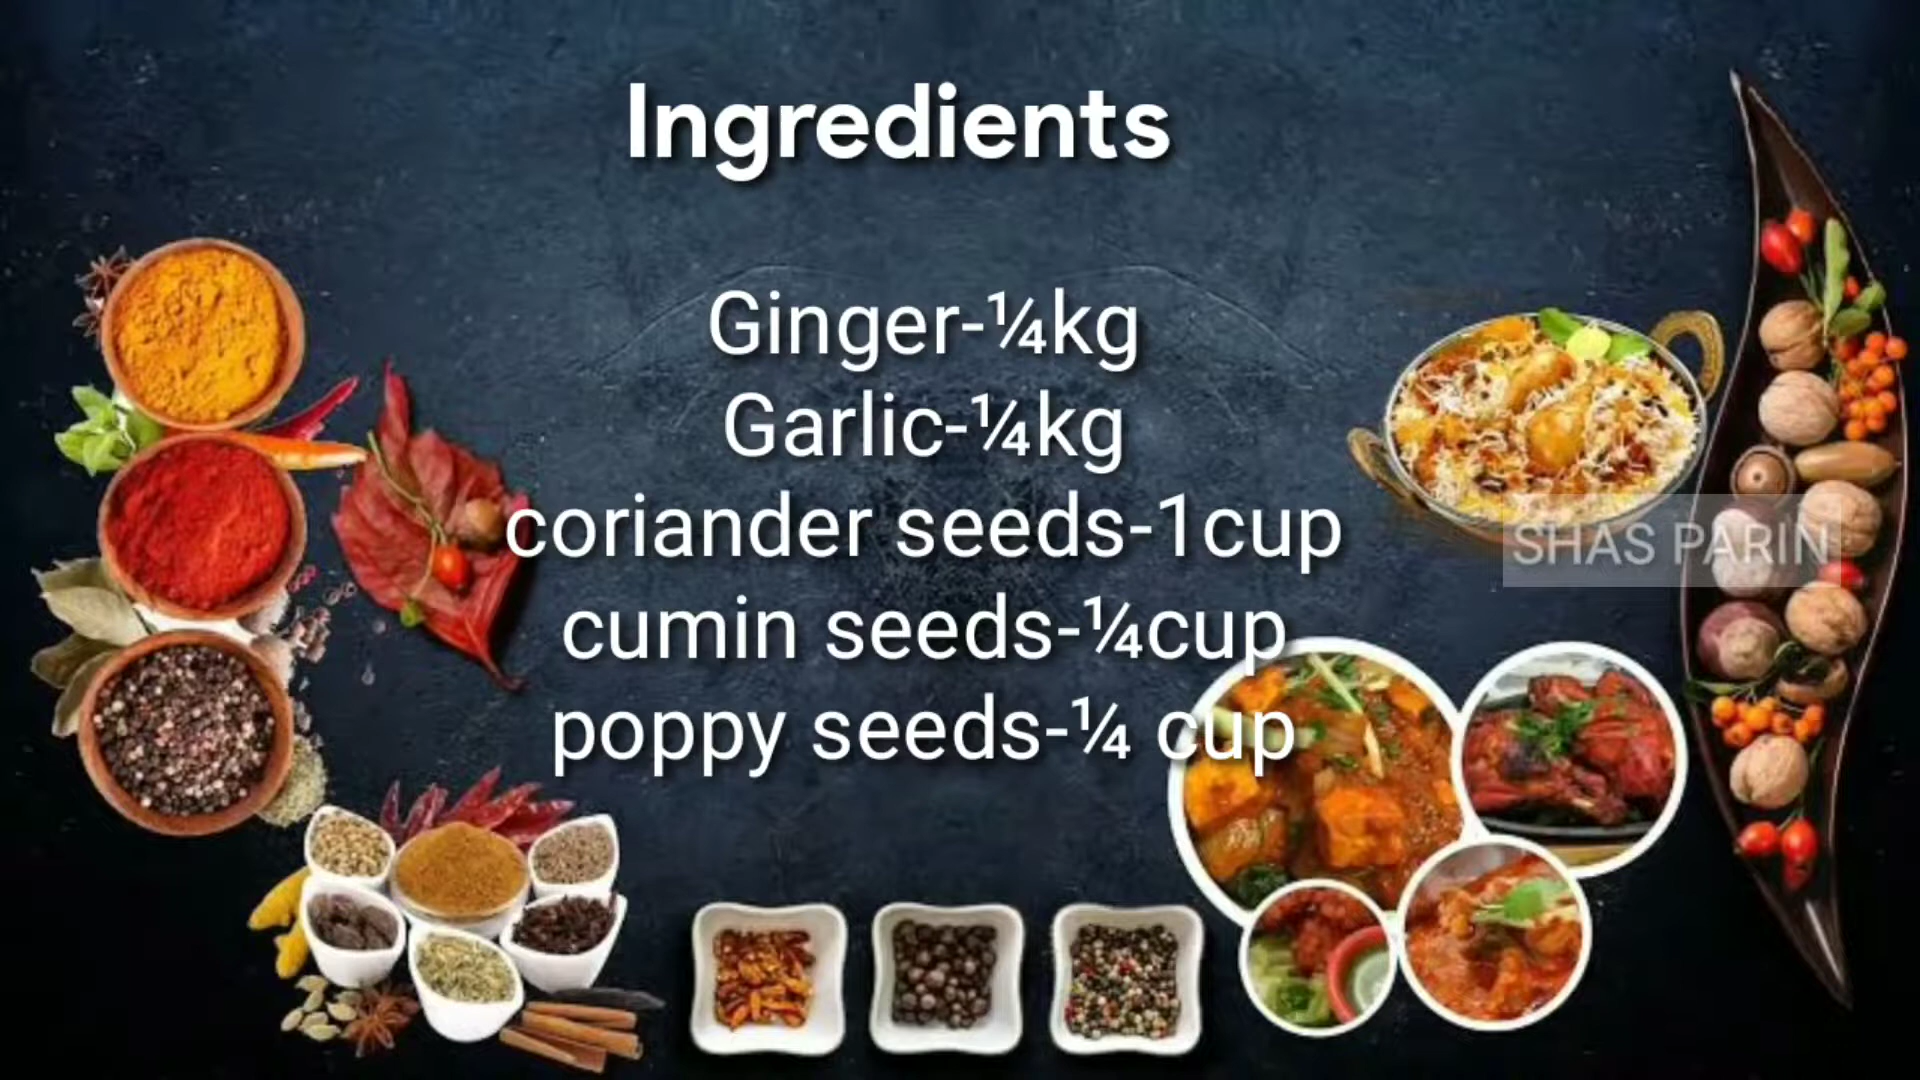 Ingredients
Ginger-¼kg
Garlic-¼kg
coriander seeds-1cup
cumin seeds-¼cup
poppy seeds-¼ cup
SHAS PARIN